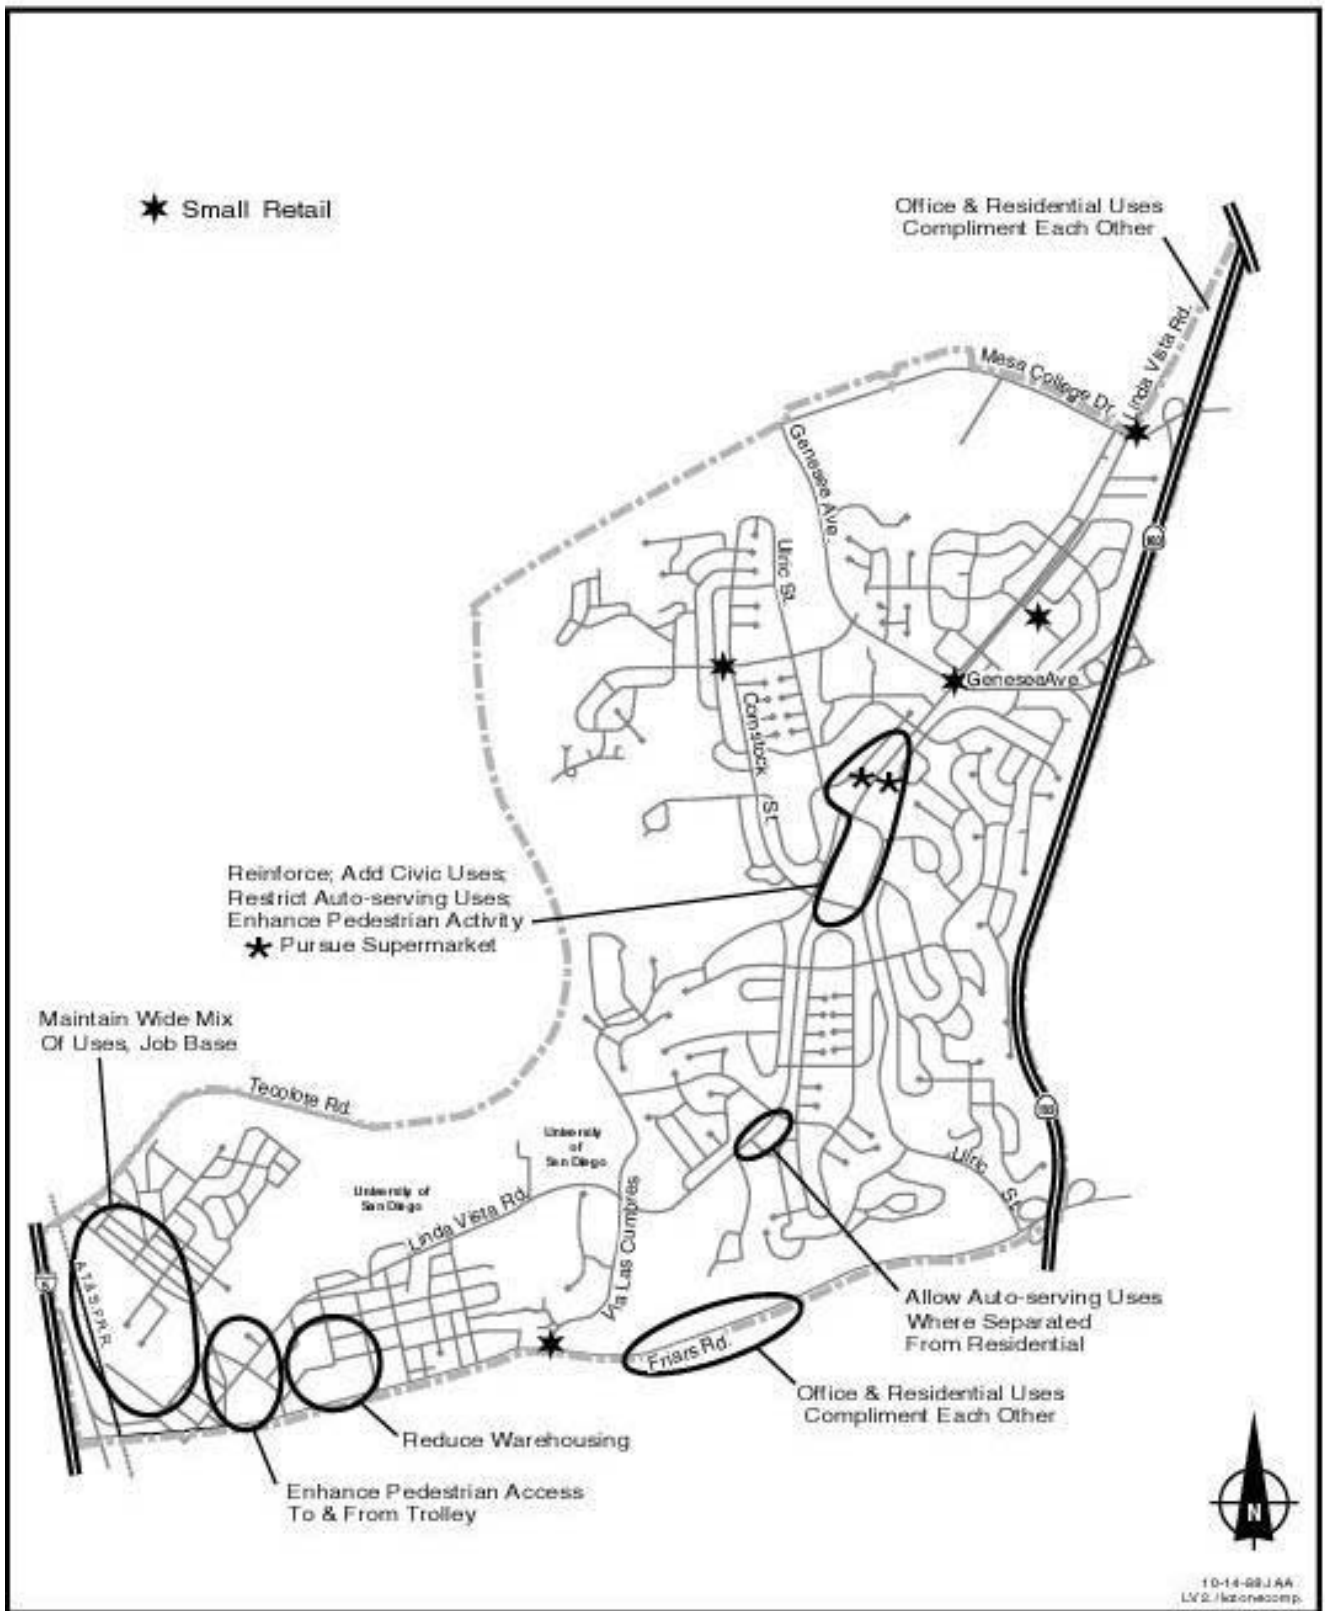 Small Retail
Office & Residential Uses
Compliment Each Other
Linda Vista Rd.
Mesa College Dr.
Genesee Ave.
Ulric St.
GeneseeAve.
Comstock St.
Reinforce; Add Civic Uses;
Restrict Auto-serving Uses;
Enhance Pedestrian Activity
Pursue Supermarket
Maintain Wide Mix
Of Uses, Job Base
Tecolote Rd.
University
of
San Diego
University of
San Diego
Linda Vista Rd.
Via Las Cumbres
Ulric St.
A.T.& S.F.R.R.
5
Allow Auto-serving Uses
Where Separated
From Residential
Friars Rd.
Office & Residential Uses
Compliment Each Other
Reduce Warehousing
Enhance Pedestrian Access
To & From Trolley
N